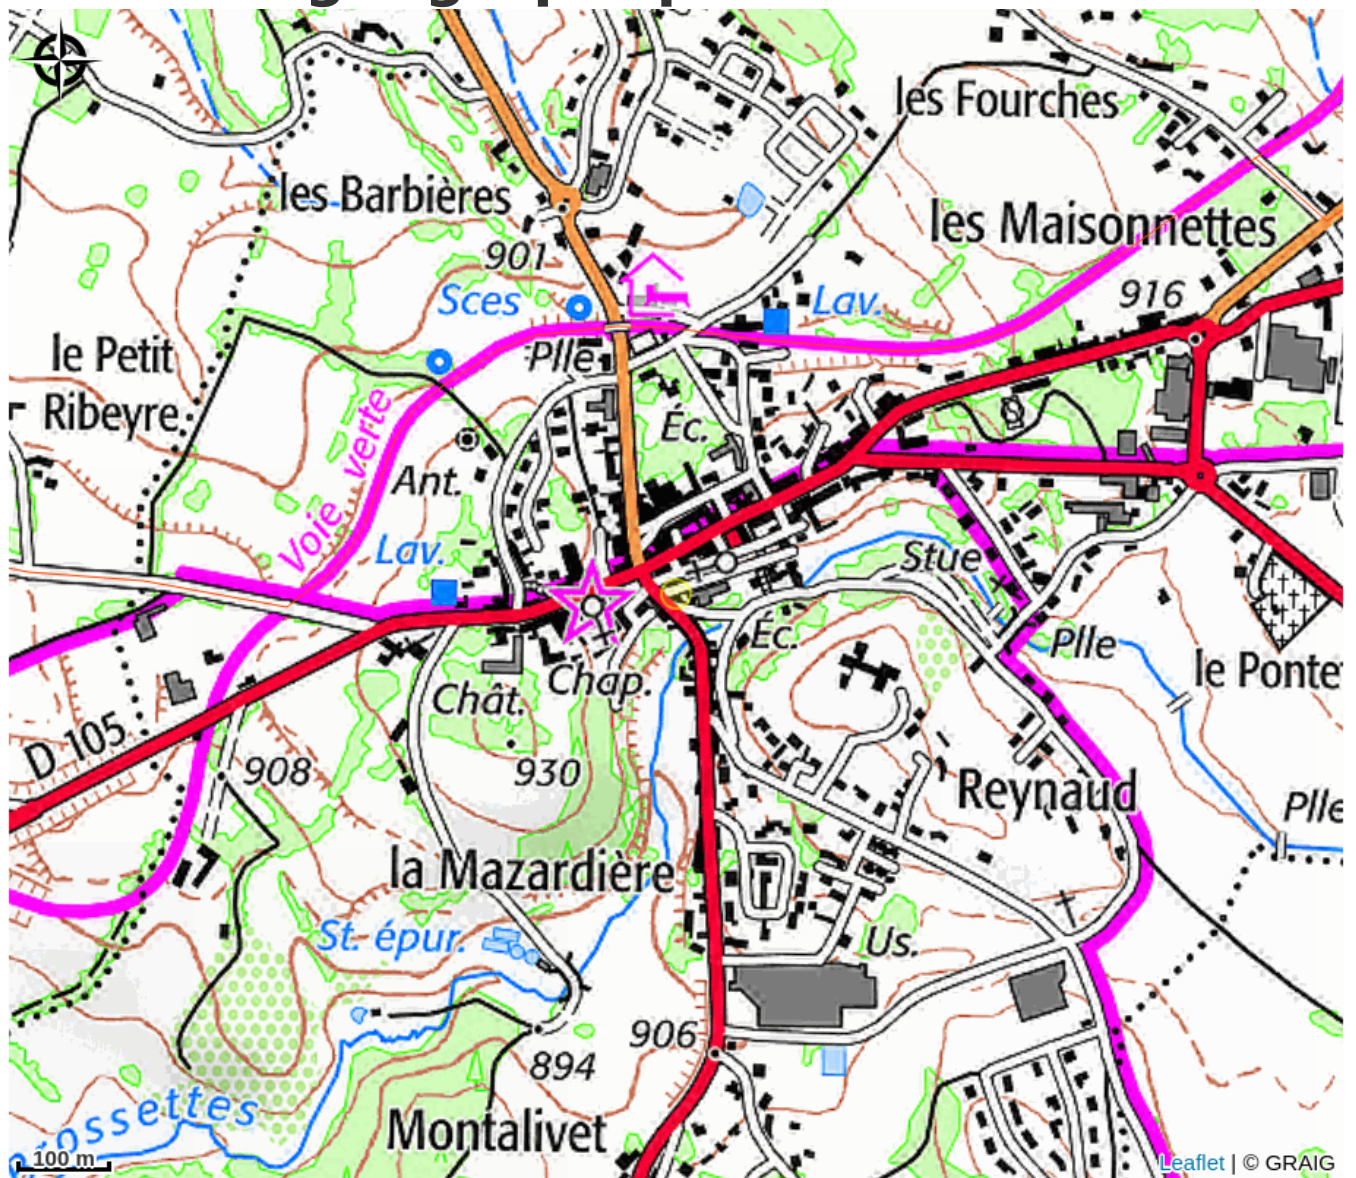 les Fourches
les Barbières
les Maisonnettes
901
Sces
916
Lav.
le Petit
Ribeyre
Plle
Éc.
Voie verte
Ant.
Lav.
Stue
Éc.
Plle
le Ponte
Chap.
Chât.
D 105
908
930
Reynaud
Plle
la Mazardière
St. épur.
Us.
906
894
Montalivet
rossettes
100 m
Leaflet | © GRAIG